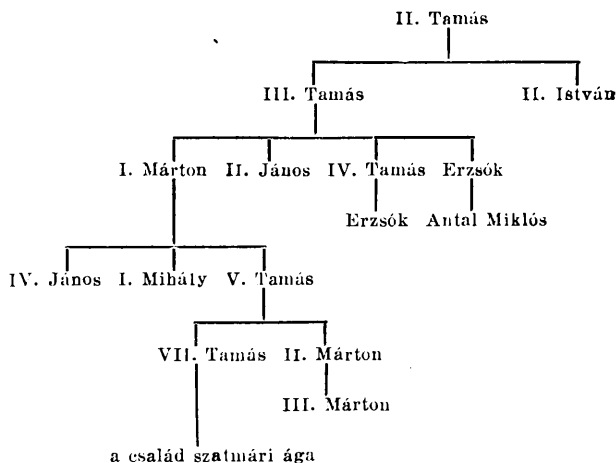 II. Tamás
III. Tamás II. István
I. Márton II. János IV. Tamás Erzsók
Erzsók Antal Miklós
IV. János I. Mihály V. Tamás
VII. Tamás II. Márton
III. Márton
a család szatmári ága